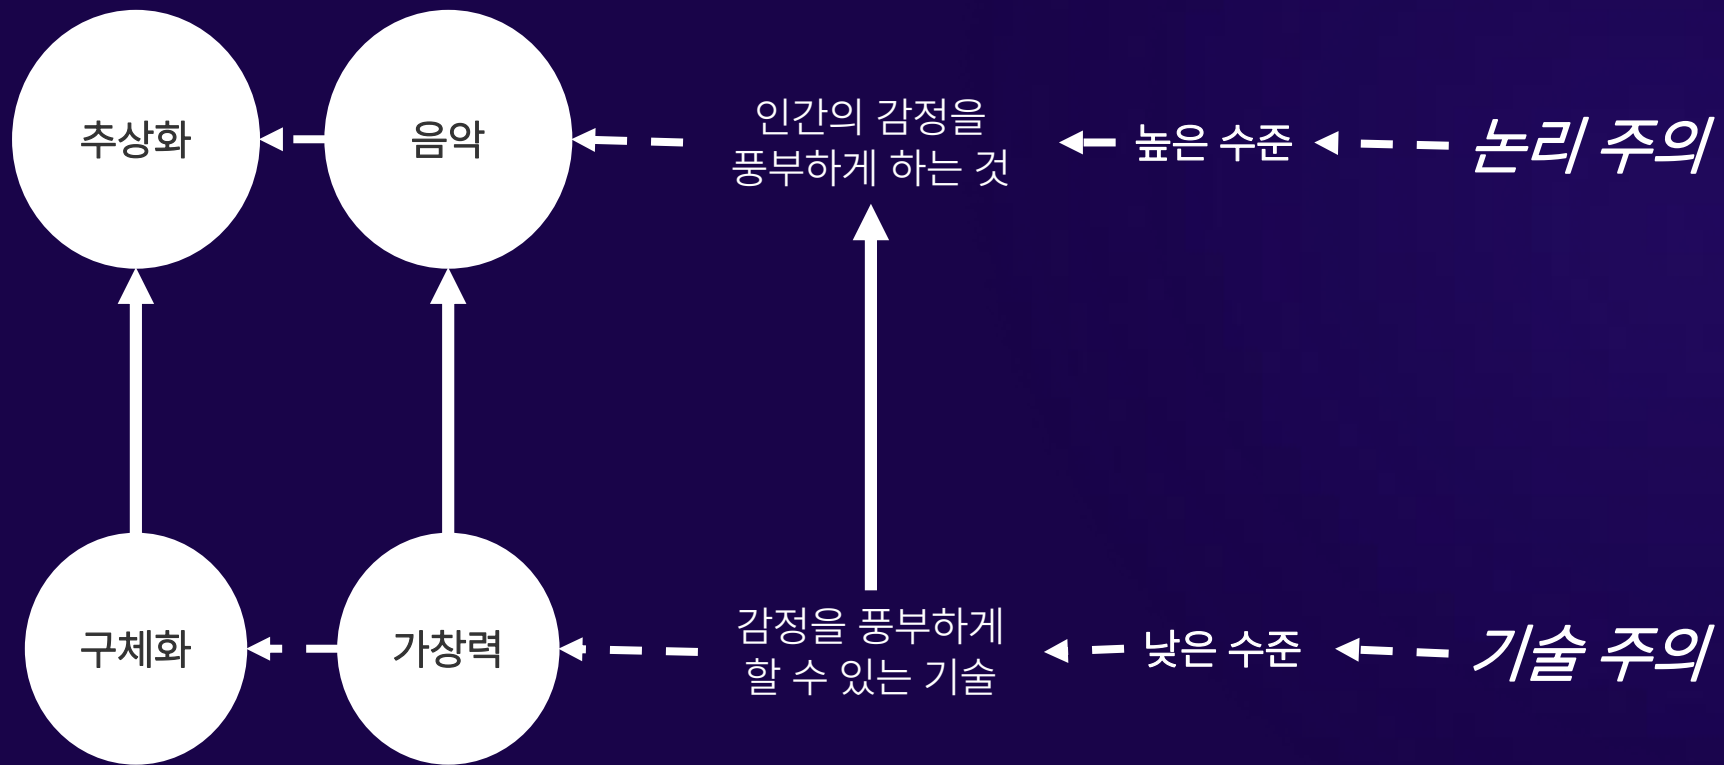 추상화
음악
인간의 감정을
풍부하게 하는 것
높은 수준
논리 주의
구체화
가창력
감정을 풍부하게
할 수 있는 기술
낮은 수준
기술 주의